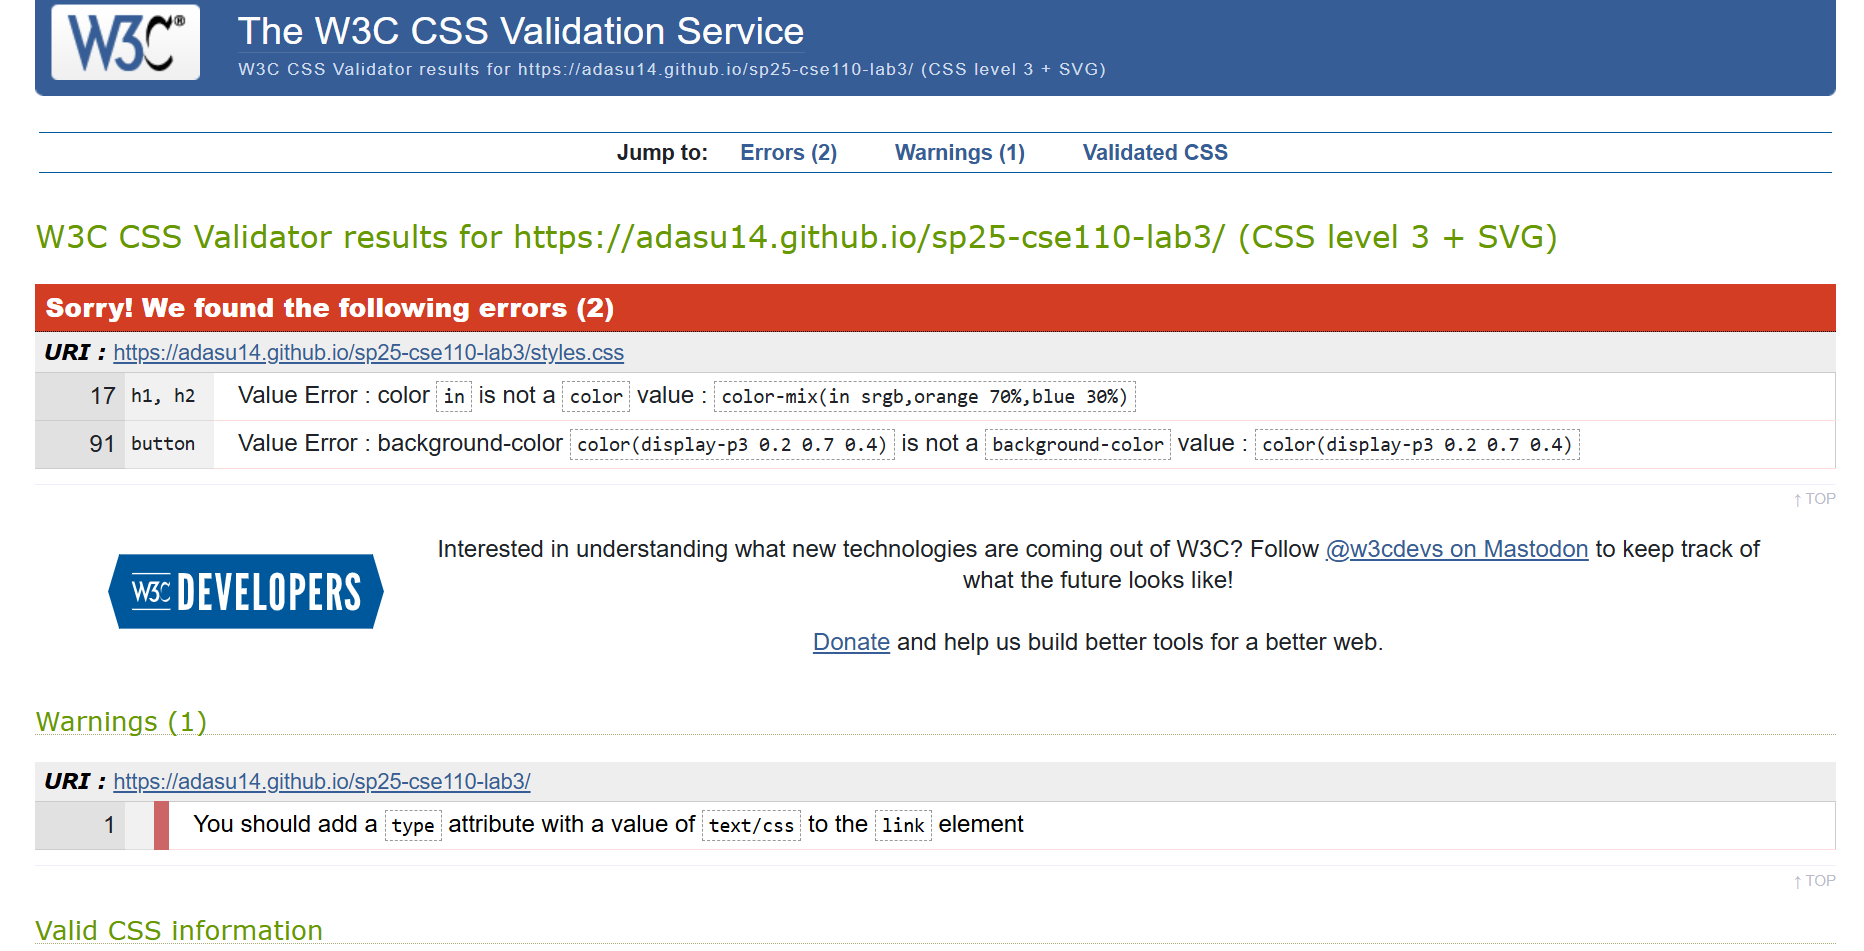 W3C®
The W3C CSS Validation Service
W3C CSS Validator results for https://adasu14.github.io/sp25-cse110-lab3/ (CSS level 3 + SVG)
Jump to: Errors (2) Warnings (1) Validated CSS
W3C CSS Validator results for https://adasu14.github.io/sp25-cse110-lab3/ (CSS level 3 + SVG)
Sorry! We found the following errors (2)
URI : https://adasu14.github.io/sp25-cse110-lab3/styles.css
17 h1, h2 Value Error : color in is not a color value : color-mix(in srgb,orange 70%,blue 30%)
91 button Value Error : background-color color(display-p3 0.2 0.7 0.4) is not a background-color value : color(display-p3 0.2 0.7 0.4)
↑ TOP
Interested in understanding what new technologies are coming out of W3C? Follow @w3cdevs on Mastodon to keep track of
what the future looks like!
W3C DEVELOPERS
Donate and help us build better tools for a better web.
Warnings (1)
URI : https://adasu14.github.io/sp25-cse110-lab3/
1 You should add a type attribute with a value of text/css to the link element
↑ TOP
Valid CSS information